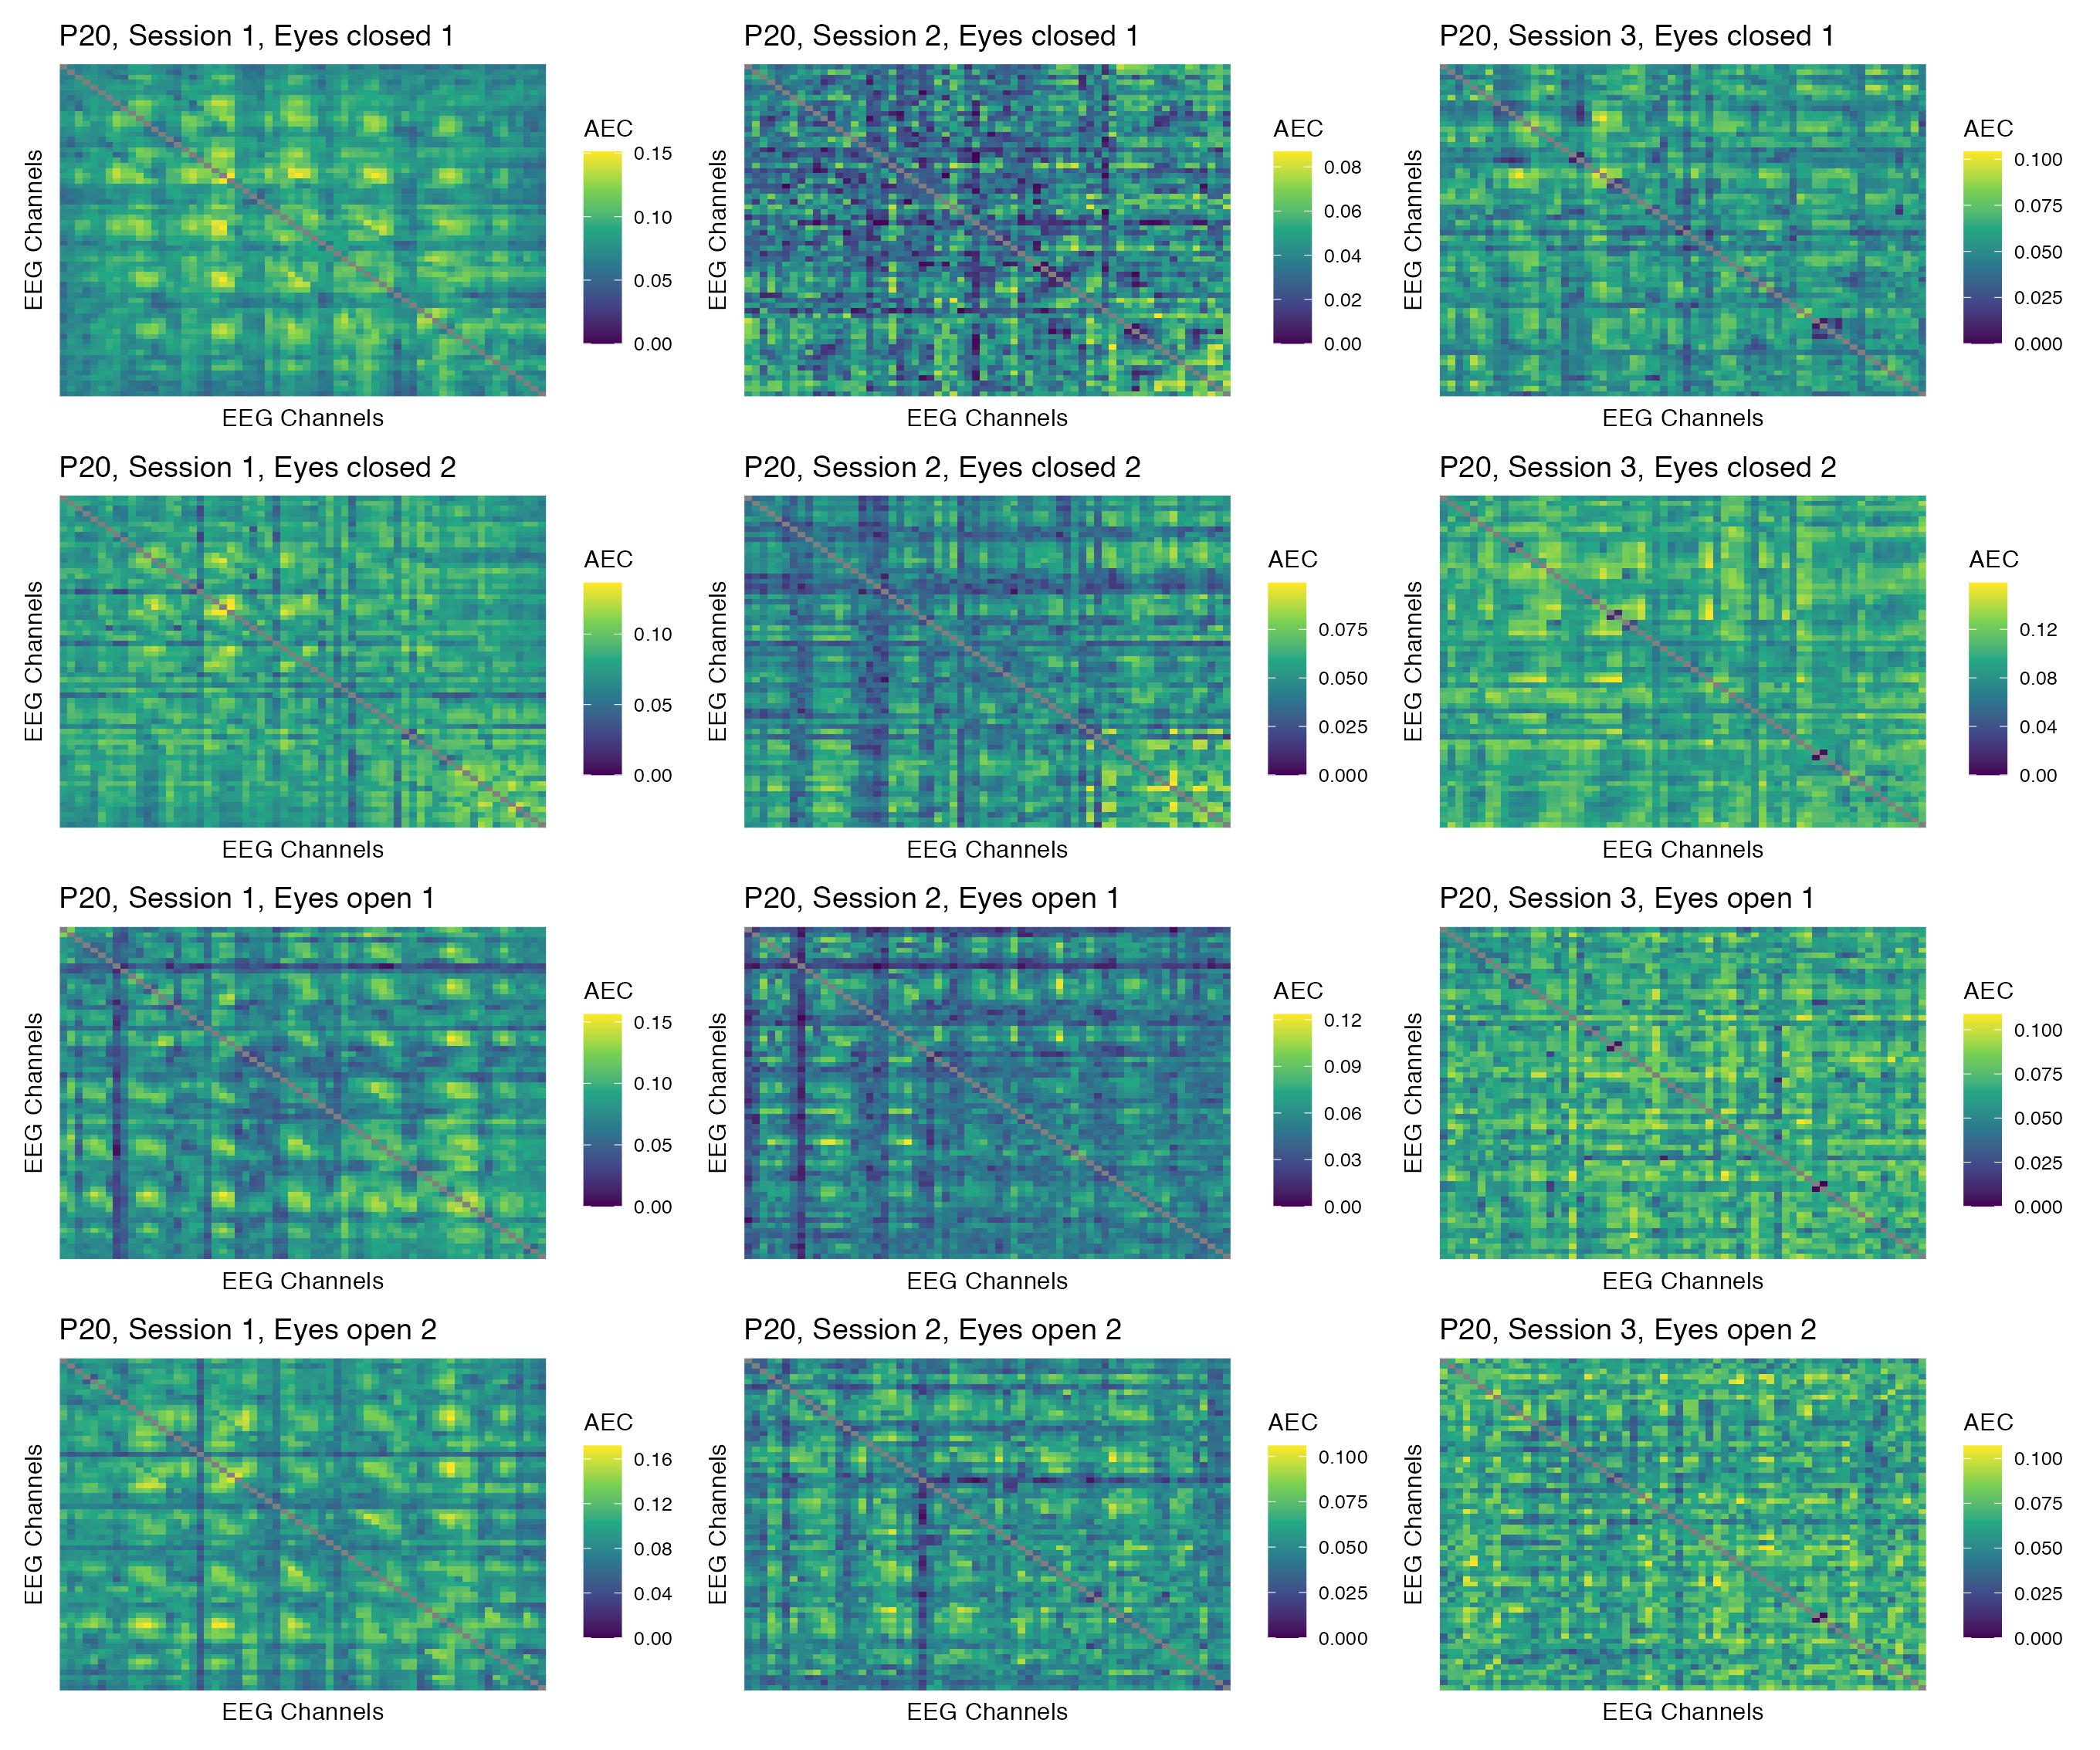 P20, Session 1, Eyes closed 1
EEG Channels
EEG Channels
AEC
0.15
0.10
0.05
0.00
P20, Session 2, Eyes closed 1
EEG Channels
EEG Channels
AEC
0.08
0.06
0.04
0.02
0.00
P20, Session 3, Eyes closed 1
EEG Channels
EEG Channels
AEC
0.100
0.075
0.050
0.025
0.000
P20, Session 1, Eyes closed 2
EEG Channels
EEG Channels
AEC
0.10
0.05
0.00
P20, Session 2, Eyes closed 2
EEG Channels
EEG Channels
AEC
0.075
0.050
0.025
0.000
P20, Session 3, Eyes closed 2
EEG Channels
EEG Channels
AEC
0.12
0.08
0.04
0.00
P20, Session 1, Eyes open 1
EEG Channels
EEG Channels
AEC
0.15
0.10
0.05
0.00
P20, Session 2, Eyes open 1
EEG Channels
EEG Channels
AEC
0.12
0.09
0.06
0.03
0.00
P20, Session 3, Eyes open 1
EEG Channels
EEG Channels
AEC
0.100
0.075
0.050
0.025
0.000
P20, Session 1, Eyes open 2
EEG Channels
EEG Channels
AEC
0.16
0.12
0.08
0.04
0.00
P20, Session 2, Eyes open 2
EEG Channels
EEG Channels
AEC
0.100
0.075
0.050
0.025
0.000
P20, Session 3, Eyes open 2
EEG Channels
EEG Channels
AEC
0.100
0.075
0.050
0.025
0.000